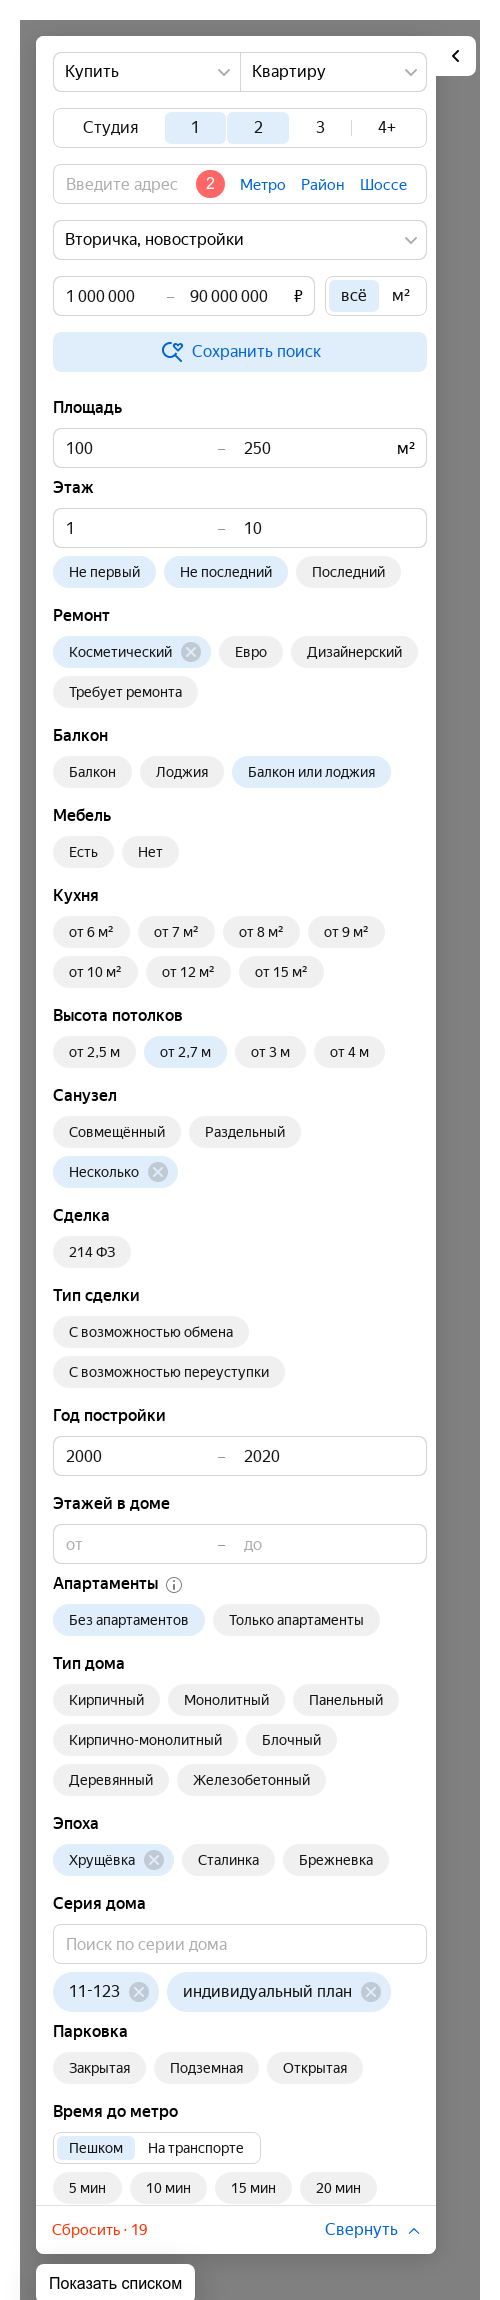 Купить Квартиру
Студия 1 2 3 4+
Введите адрес 2 Метро Район Шоссе
Вторичка, новостройки
1 000 000 – 90 000 000 ₽ всё м²
Сохранить поиск
Площадь
100 – 250 м²
Этаж
1 – 10
Не первый Не последний Последний
Ремонт
Косметический Евро Дизайнерский
Требует ремонта
Балкон
Балкон Лоджия Балкон или лоджия
Мебель
Есть Нет
Кухня
от 6 м² от 7 м² от 8 м² от 9 м²
от 10 м² от 12 м² от 15 м²
Высота потолков
от 2,5 м от 2,7 м от 3 м от 4 м
Санузел
Совмещённый Раздельный
Несколько
Сделка
214 ФЗ
Тип сделки
С возможностью обмена
С возможностью переуступки
Год постройки
2000 – 2020
Этажей в доме
от – до
Апартаменты
Без апартаментов Только апартаменты
Тип дома
Кирпичный Монолитный Панельный
Кирпично-монолитный Блочный
Деревянный Железобетонный
Эпоха
Хрущёвка Сталинка Брежневка
Серия дома
Поиск по серии дома
11-123 индивидуальный план
Парковка
Закрытая Подземная Открытая
Время до метро
Пешком На транспорте
5 мин 10 мин 15 мин 20 мин
Сбросить · 19 Свернуть
Показать списком